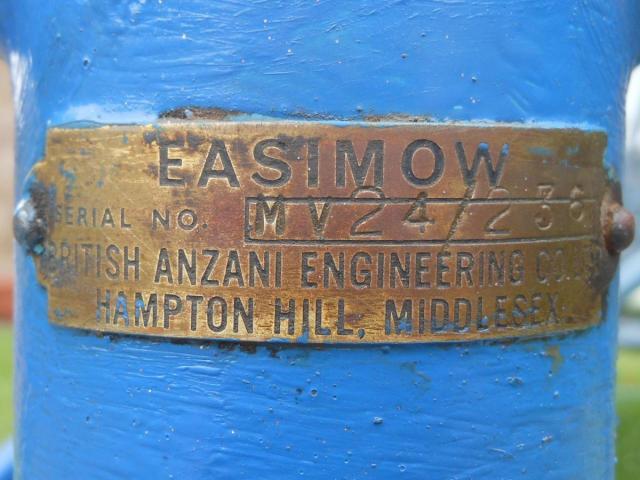 EASIMOW
SERIAL NO. MV24/236
BRITISH ANZANI ENGINEERING CO.
HAMPTON HILL, MIDDLESEX.